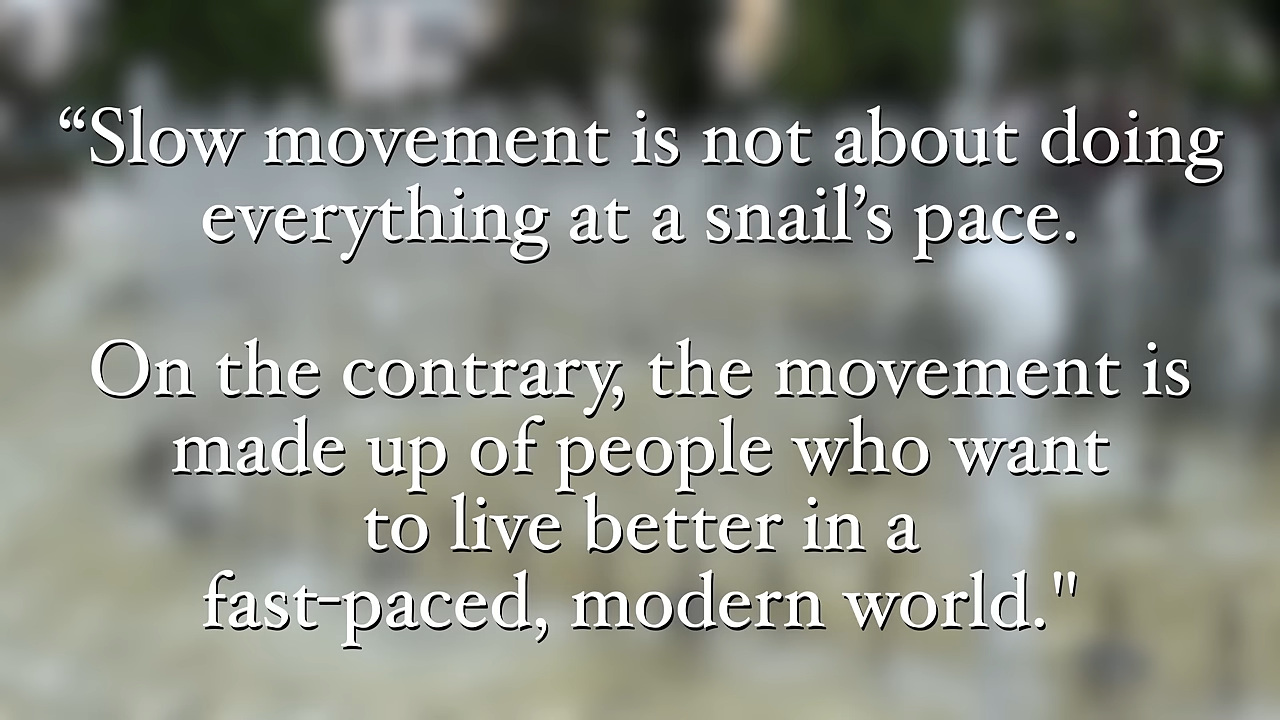 “Slow movement is not about doing
everything at a snail’s pace.
On the contrary, the movement is
made up of people who want
to live better in a
fast-paced, modern world."